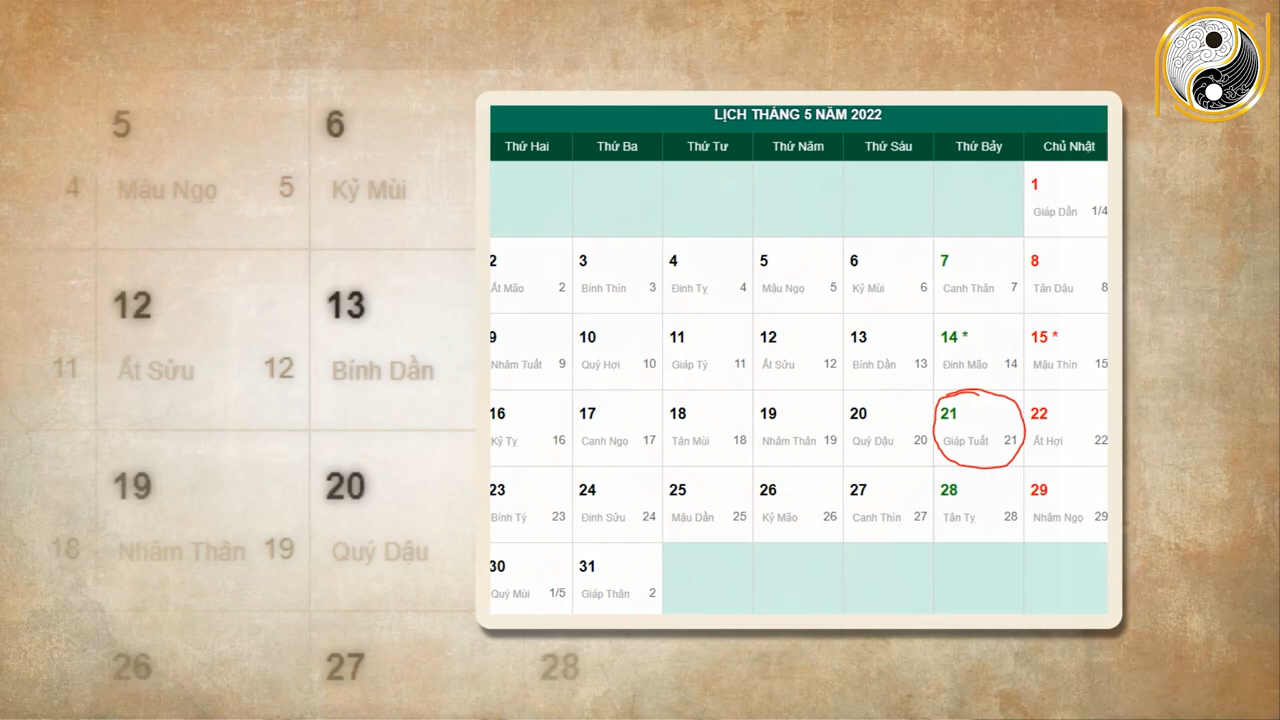 5 6
4 Mậu Ngọ 5 Kỷ Mùi
12 13
11 Ất Sửu 12 Bính Dần
19 20
18 Nhâm Thân 19 Quý Dậu
26 27 28
LỊCH THÁNG 5 NĂM 2022
Thứ Hai Thứ Ba Thứ Tư Thứ Năm Thứ Sáu Thứ Bảy Chủ Nhật
1
Giáp Dần 1/4
2 3 4 5 6 7 8
Ất Mão 2 Bính Thìn 3 Đinh Tỵ 4 Mậu Ngọ 5 Kỷ Mùi 6 Canh Thân 7 Tân Dậu 8
9 10 11 12 13 14 * 15 *
Nhâm Tuất 9 Quý Hợi 10 Giáp Tý 11 Ất Sửu 12 Bính Dần 13 Đinh Mão 14 Mậu Thìn 15
16 17 18 19 20 21 22
Kỷ Tỵ 16 Canh Ngọ 17 Tân Mùi 18 Nhâm Thân 19 Quý Dậu 20 Giáp Tuất 21 Ất Hợi 22
23 24 25 26 27 28 29
Bính Tý 23 Đinh Sửu 24 Mậu Dần 25 Kỷ Mão 26 Canh Thìn 27 Tân Tỵ 28 Nhâm Ngọ 29
30 31
Quý Mùi 1/5 Giáp Thân 2